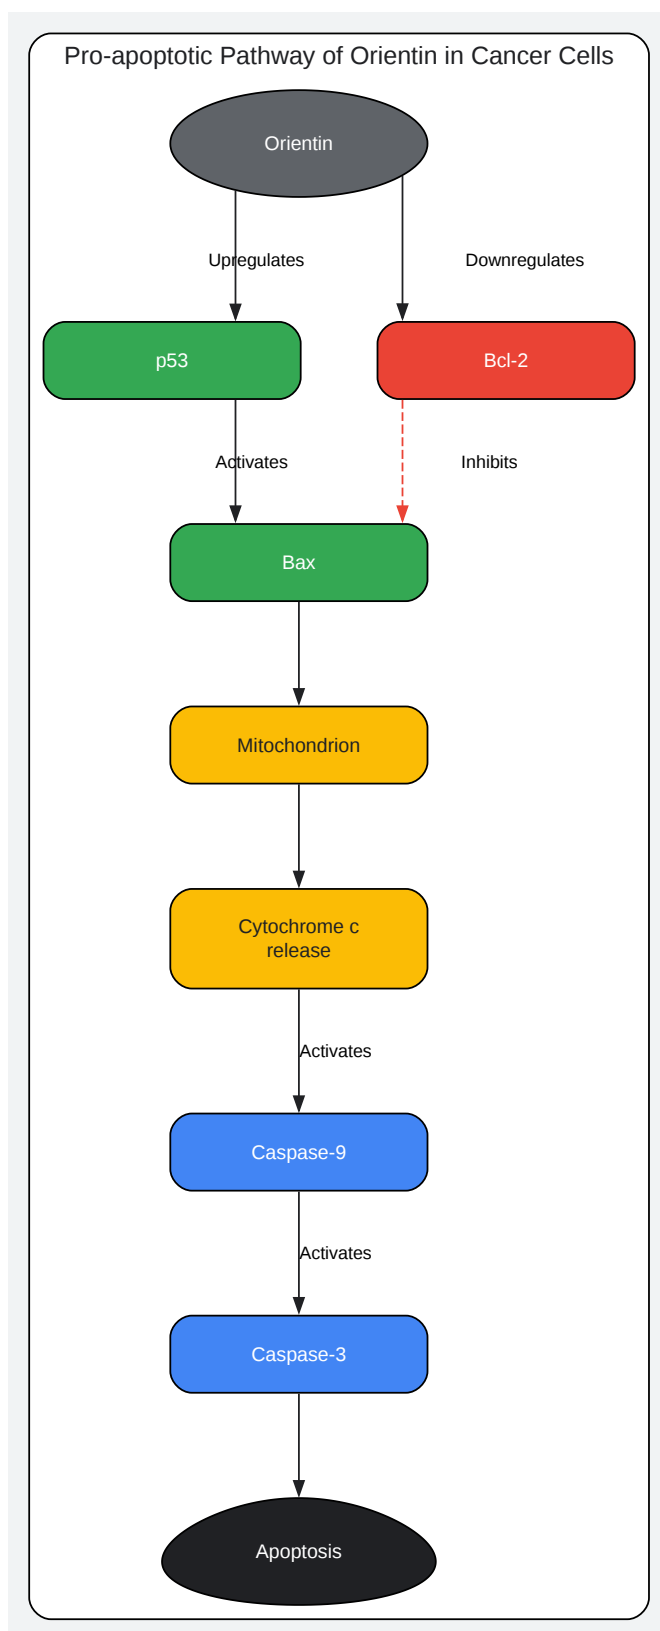 Pro-apoptotic Pathway of Orientin in Cancer Cells
Orientin
Upregulates
Downregulates
p53
Bcl-2
Activates
Inhibits
Bax
Mitochondrion
Cytochrome c
release
Activates
Caspase-9
Activates
Caspase-3
Apoptosis